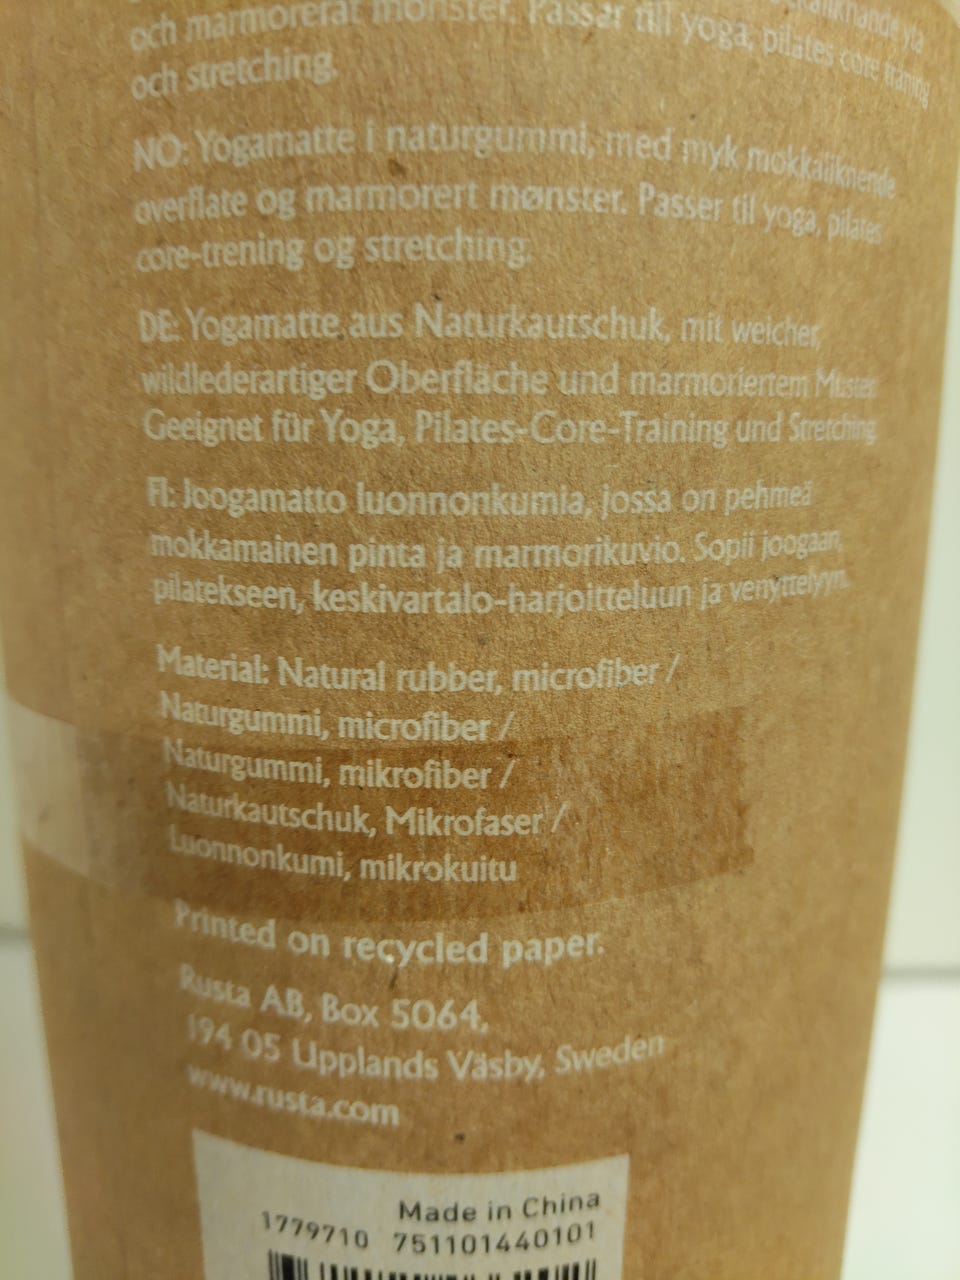 och marmorerat mönster. Passar till yoga, pilates core training
och stretching.
NO: Yogamatte i naturgummi, med myk mokkaliknende
overflate og marmorert mønster. Passer til yoga, pilates
core-trening og stretching.
DE: Yogamatte aus Naturkautschuk, mit weicher,
wildlederartiger Oberfläche und marmoriertem Muster.
Geeignet für Yoga, Pilates-Core-Training und Stretching.
FI: Joogamatto luonnonkumia, jossa on pehmeä
mokkamainen pinta ja marmorikuvio. Sopii joogaan,
pilatekseen, keskivartalo-harjoitteluun ja venyttelyyn.
Material: Natural rubber, microfiber /
Naturgummi, microfiber /
Naturgummi, mikrofiber /
Naturkautschuk, Mikrofaser /
Luonnonkumi, mikrokuitu
Printed on recycled paper.
Rusta AB, Box 5064,
194 05 Upplands Väsby, Sweden
www.rusta.com
Made in China
1779710 751101440101